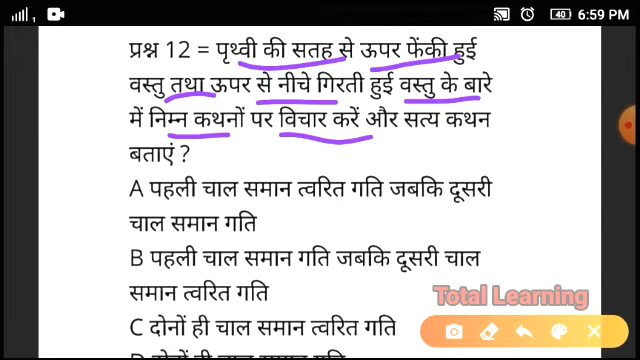 6:59 PM
40
प्रश्न 12 = पृथ्वी की सतह से ऊपर फेंकी हुई
वस्तु तथा ऊपर से नीचे गिरती हुई वस्तु के बारे
में निम्न कथनों पर विचार करें और सत्य कथन
बताएं ?
A पहली चाल समान त्वरित गति जबकि दूसरी
चाल समान गति
B पहली चाल समान गति जबकि दूसरी चाल
समान त्वरित गति
Total Learning
C दोनों ही चाल समान त्वरित गति